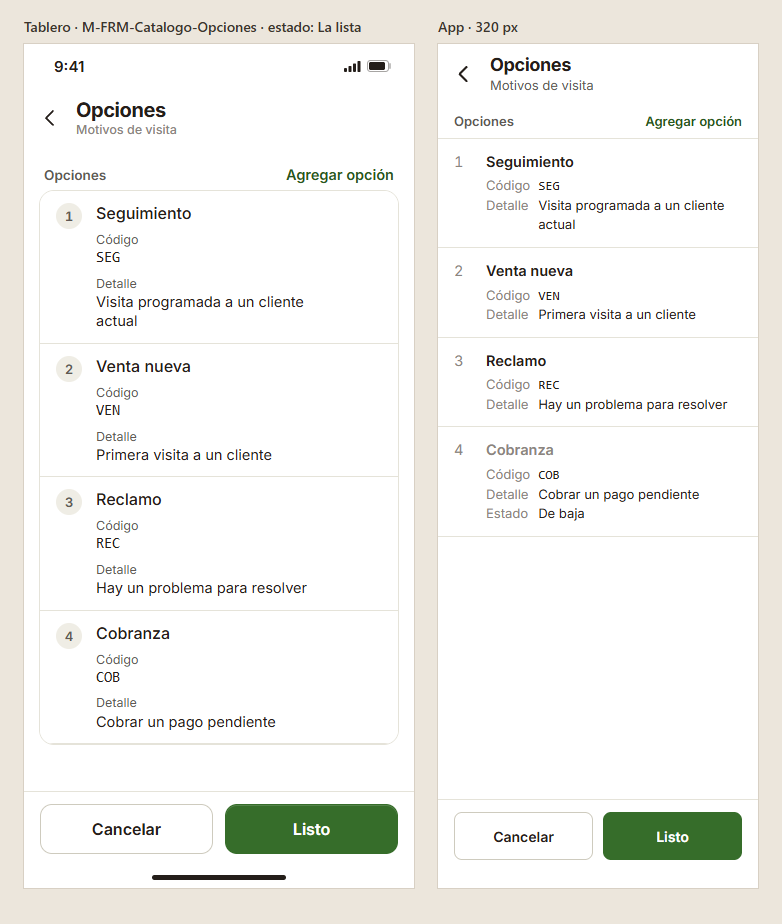 Tablero · M-FRM-Catalogo-Opciones · estado: La lista
9:41
Opciones
Motivos de visita
Opciones
Agregar opción
1
Seguimiento
Código
SEG
Detalle
Visita programada a un cliente
actual
2
Venta nueva
Código
VEN
Detalle
Primera visita a un cliente
3
Reclamo
Código
REC
Detalle
Hay un problema para resolver
4
Cobranza
Código
COB
Detalle
Cobrar un pago pendiente
Cancelar
Listo
App · 320 px
Opciones
Motivos de visita
Opciones
Agregar opción
1
Seguimiento
Código SEG
Detalle Visita programada a un cliente
actual
2
Venta nueva
Código VEN
Detalle Primera visita a un cliente
3
Reclamo
Código REC
Detalle Hay un problema para resolver
4
Cobranza
Código COB
Detalle Cobrar un pago pendiente
Estado De baja
Cancelar
Listo